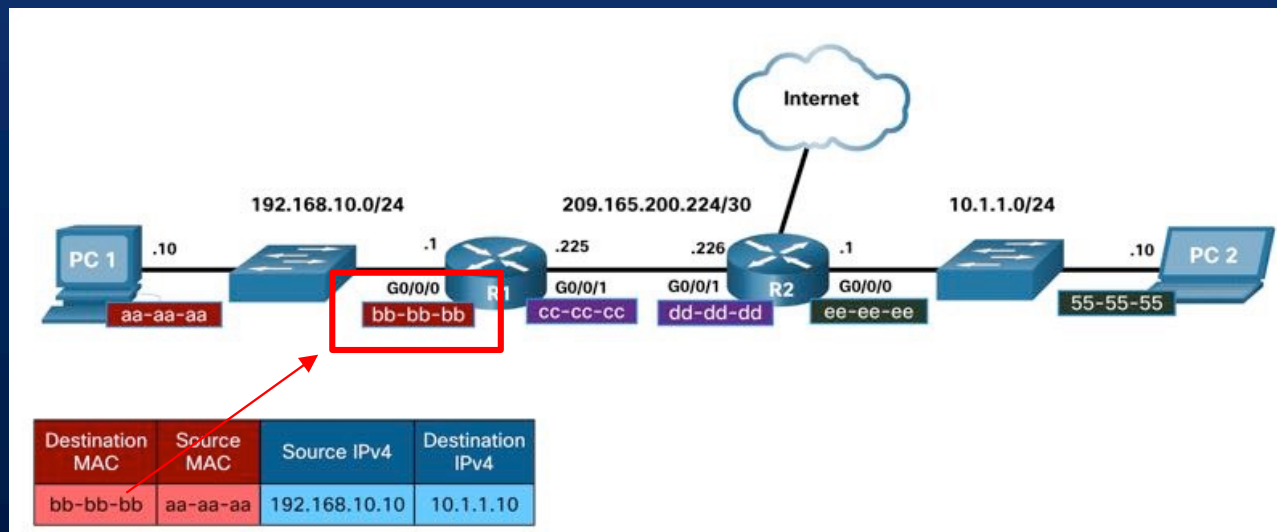 Internet
192.168.10.0/24
209.165.200.224/30
10.1.1.0/24
PC 1
.10
.1
.225
.226
.1
.10
PC 2
G0/0/0
R1
G0/0/1
G0/0/1
R2
G0/0/0
aa-aa-aa
bb-bb-bb
cc-cc-cc
dd-dd-dd
ee-ee-ee
55-55-55
Destination MAC
Source MAC
Source IPv4
Destination IPv4
bb-bb-bb
aa-aa-aa
192.168.10.10
10.1.1.10